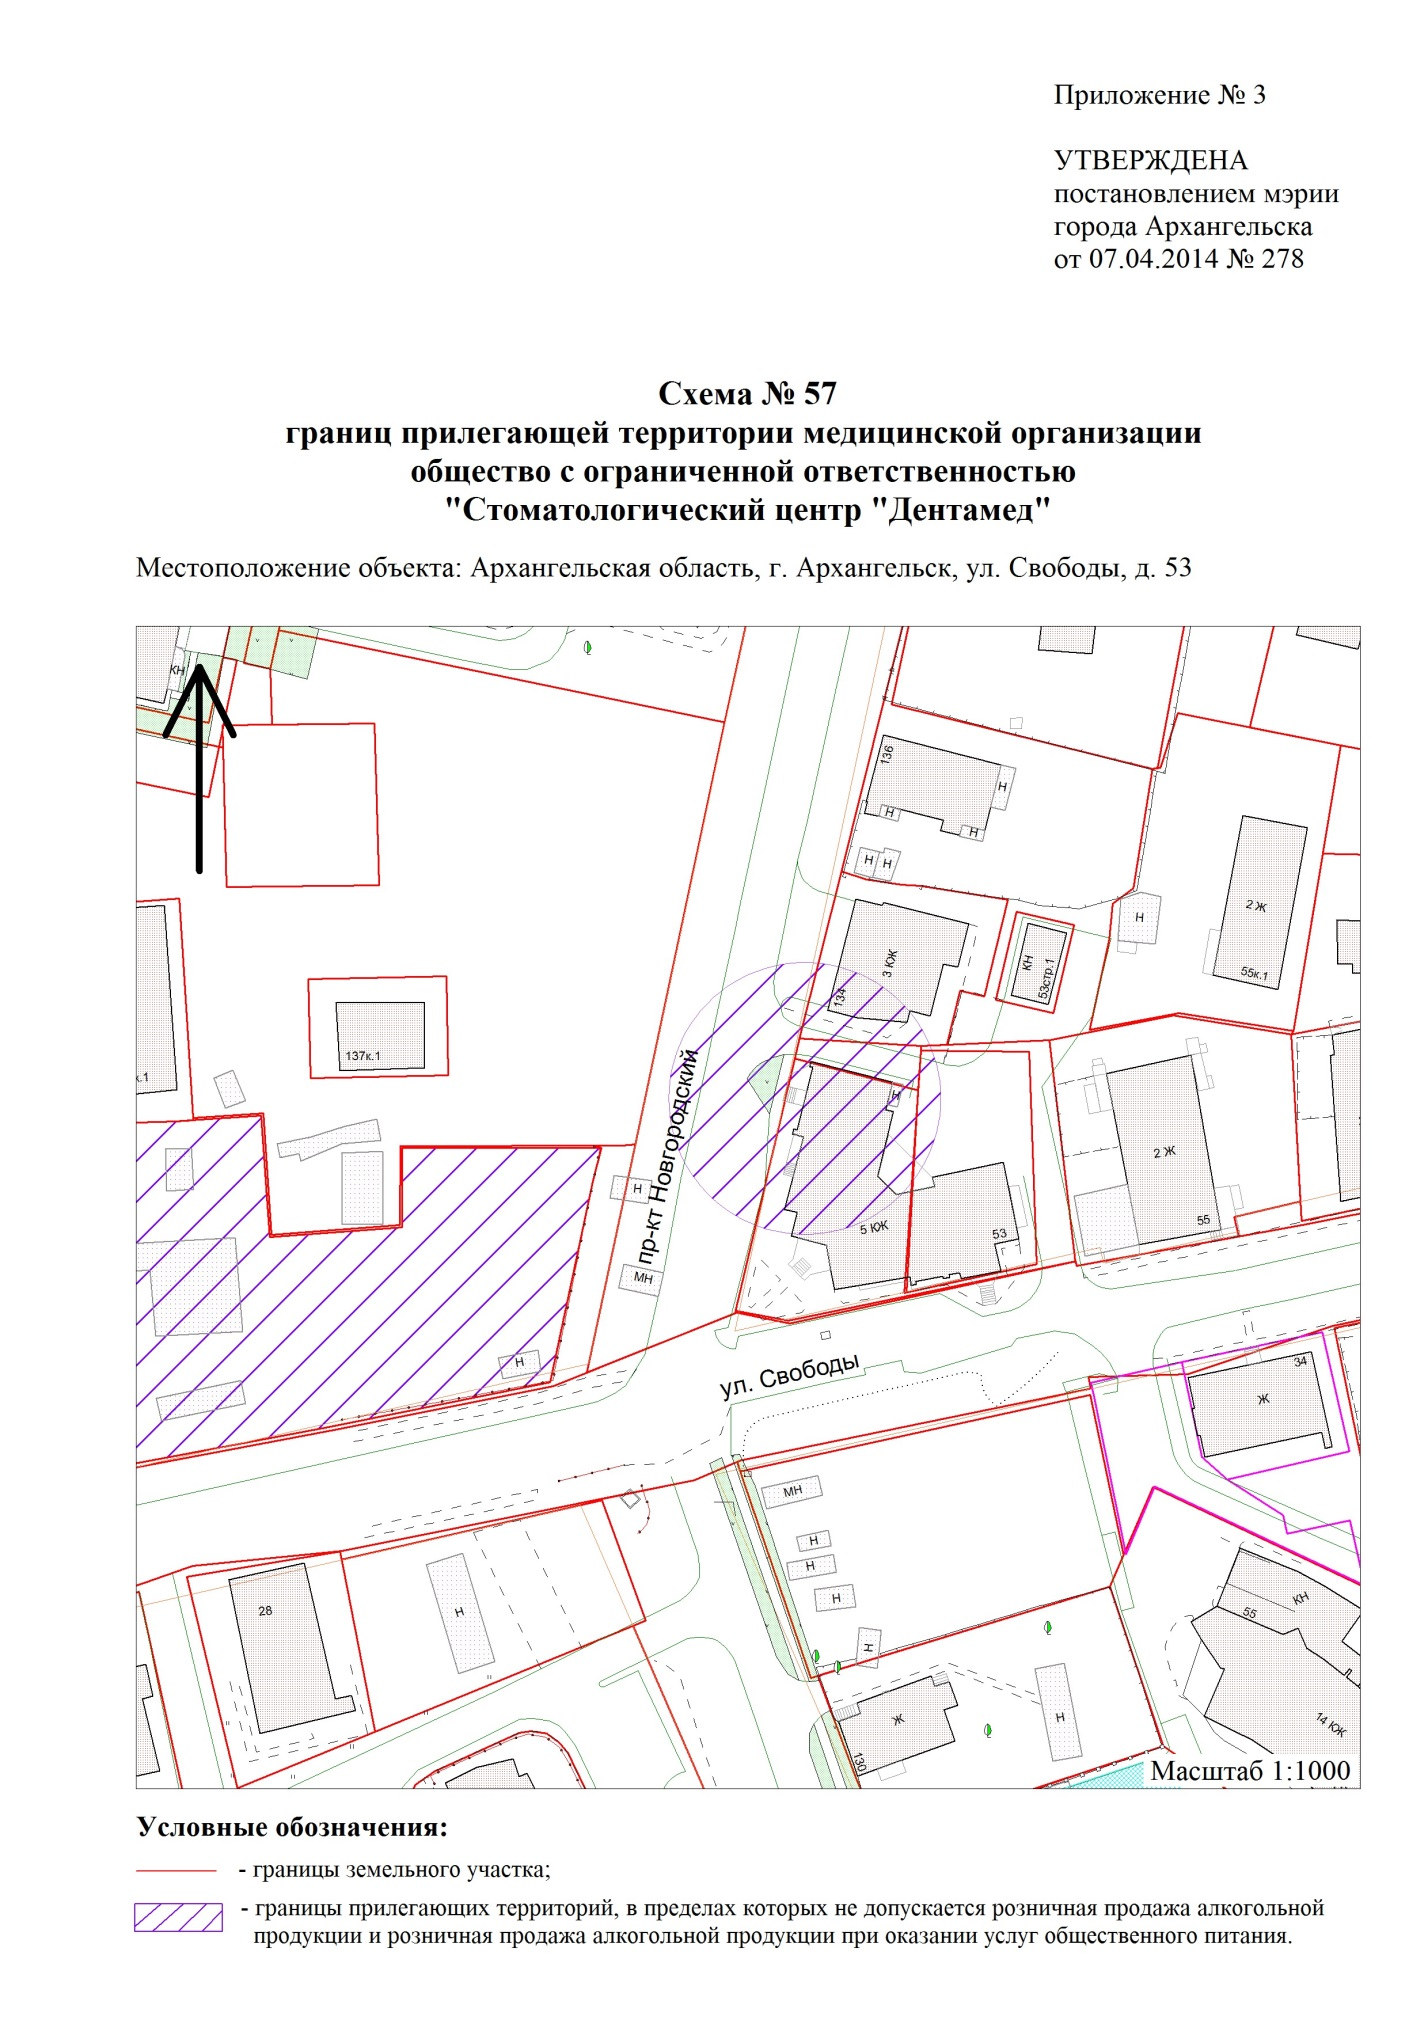 Приложение № 3
УТВЕРЖДЕНА
постановлением мэрии
города Архангельска
от 07.04.2014 № 278
Схема № 57
границ прилегающей территории медицинской организации
общество с ограниченной ответственностью
"Стоматологический центр "Дентамед"
Местоположение объекта: Архангельская область, г. Архангельск, ул. Свободы, д. 53
КН
136
Н
Н
Н
Н
Н
2 Ж
55к.1
Н
3 КЖ
134
КН
53стр.1
137к.1
к.1
пр-кт Новгородский
Н
Н
МН
5 КЖ
53
2 Ж
55
Н
ул. Свободы
34
Ж
МН
Н
Н
Н
Н
28
Н
КН
55
14 КЖ
Ж
130
Н
Масштаб 1:1000
Условные обозначения:
- границы земельного участка;
- границы прилегающих территорий, в пределах которых не допускается розничная продажа алкогольной
продукции и розничная продажа алкогольной продукции при оказании услуг общественного питания.